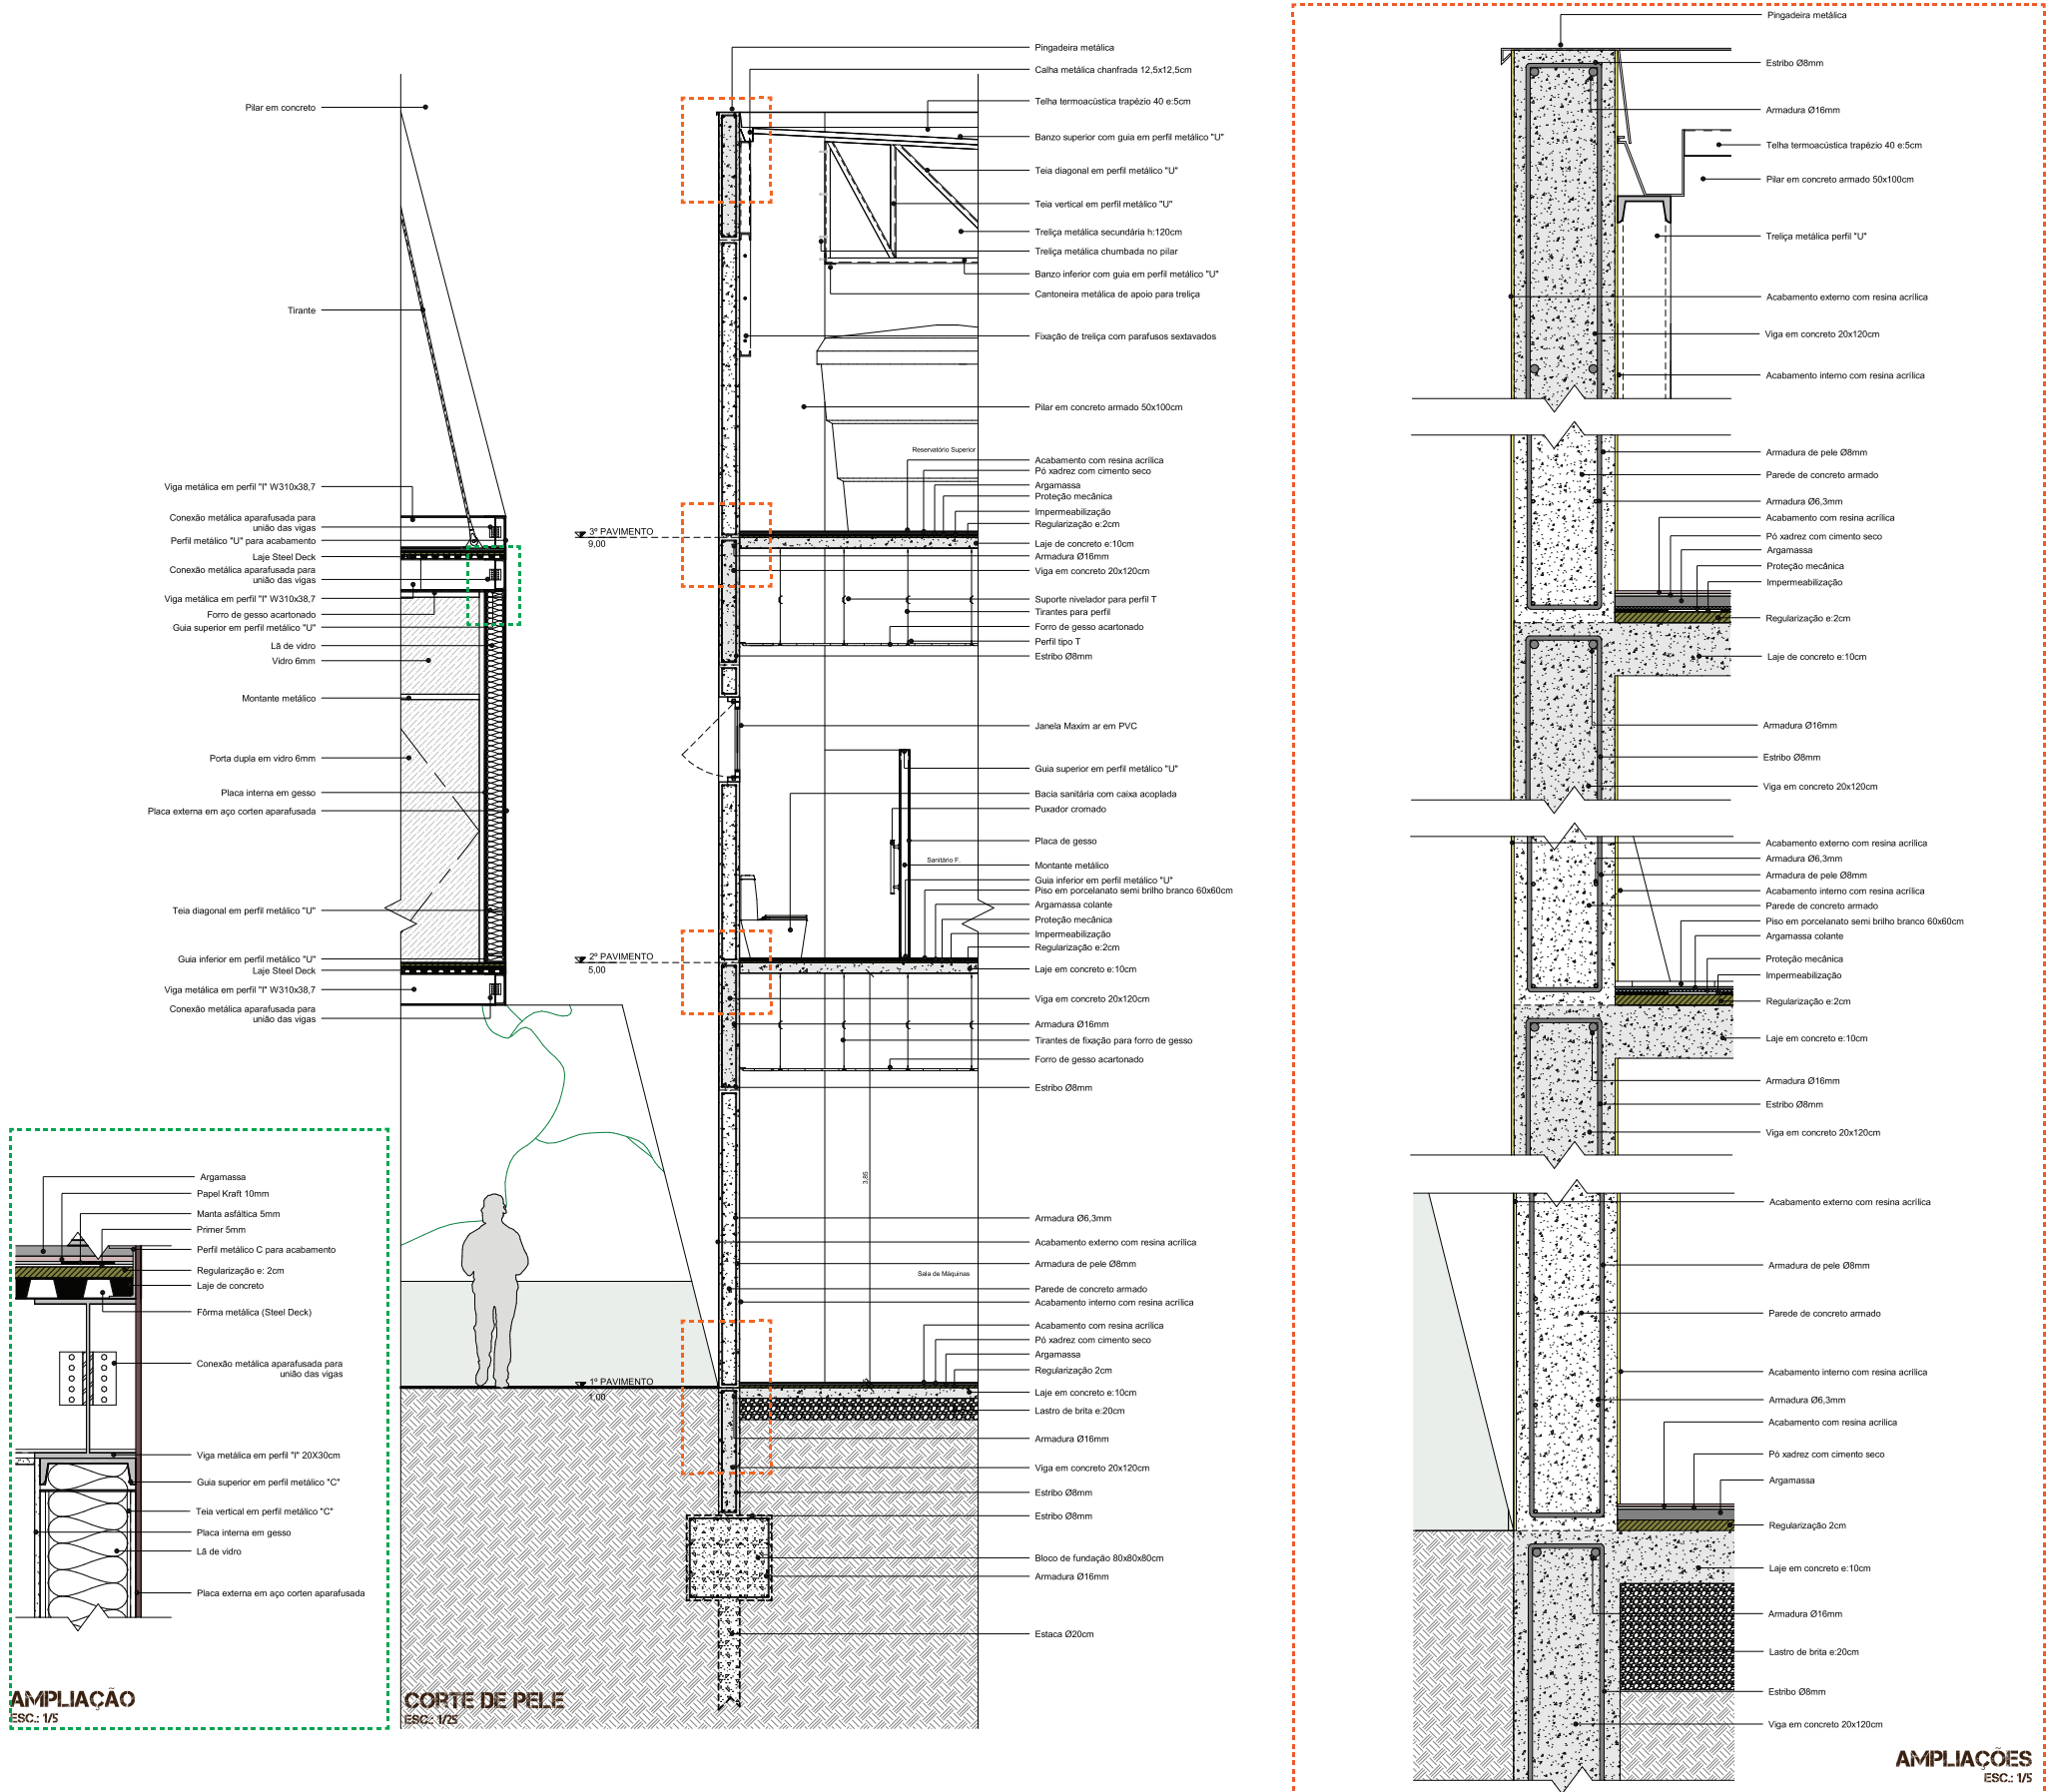 Pilar em concreto
Tirante
Viga metálica em perfil "I" W310x38,7
Conexão metálica aparafusada para
união das vigas
Perfil metálico "U" para acabamento
Laje Steel Deck
Conexão metálica aparafusada para
união das vigas
Viga metálica em perfil "I" W310x38,7
Forro de gesso acartonado
Guia superior em perfil metálico "U"
Lã de vidro
Vidro 6mm
Montante metálico
Porta dupla em vidro 6mm
Placa interna em gesso
Placa externa em aço corten aparafusada
Teia diagonal em perfil metálico "U"
Guia inferior em perfil metálico "U"
Laje Steel Deck
Viga metálica em perfil "I" W310x38,7
Conexão metálica aparafusada para
união das vigas
Argamassa
Papel Kraft 10mm
Manta asfáltica 5mm
Primer 5mm
Perfil metálico C para acabamento
Regularização e: 2cm
Laje de concreto
Fôrma metálica (Steel Deck)
Conexão metálica aparafusada para
união das vigas
Viga metálica em perfil "I" 20X30cm
Guia superior em perfil metálico "C"
Teia vertical em perfil metálico "C"
Placa interna em gesso
Lã de vidro
Placa externa em aço corten aparafusada
AMPLIAÇÃO
ESC.: 1/5
3º PAVIMENTO
9,00
2º PAVIMENTO
5,00
1º PAVIMENTO
1,00
Reservatório Superior
Sanitário F.
3,85
Sala de Máquinas
CORTE DE PELE
ESC.: 1/25
Pingadeira metálica
Calha metálica chanfrada 12,5x12,5cm
Telha termoacústica trapézio 40 e:5cm
Banzo superior com guia em perfil metálico "U"
Teia diagonal em perfil metálico "U"
Teia vertical em perfil metálico "U"
Treliça metálica secundária h:120cm
Treliça metálica chumbada no pilar
Banzo inferior com guia em perfil metálico "U"
Cantoneira metálica de apoio para treliça
Fixação de treliça com parafusos sextavados
Pilar em concreto armado 50x100cm
Acabamento com resina acrílica
Pó xadrez com cimento seco
Argamassa
Proteção mecânica
Impermeabilização
Regularização e:2cm
Laje de concreto e:10cm
Armadura Ø16mm
Viga em concreto 20x120cm
Suporte nivelador para perfil T
Tirantes para perfil
Forro de gesso acartonado
Perfil tipo T
Estribo Ø8mm
Janela Maxim ar em PVC
Guia superior em perfil metálico "U"
Bacia sanitária com caixa acoplada
Puxador cromado
Placa de gesso
Montante metálico
Guia inferior em perfil metálico "U"
Piso em porcelanato semi brilho branco 60x60cm
Argamassa colante
Proteção mecânica
Impermeabilização
Regularização e:2cm
Laje em concreto e:10cm
Viga em concreto 20x120cm
Armadura Ø16mm
Tirantes de fixação para forro de gesso
Forro de gesso acartonado
Estribo Ø8mm
Armadura Ø6,3mm
Acabamento externo com resina acrílica
Armadura de pele Ø8mm
Parede de concreto armado
Acabamento interno com resina acrílica
Acabamento com resina acrílica
Pó xadrez com cimento seco
Argamassa
Regularização 2cm
Laje em concreto e:10cm
Lastro de brita e:20cm
Armadura Ø16mm
Viga em concreto 20x120cm
Estribo Ø8mm
Estribo Ø8mm
Bloco de fundação 80x80x80cm
Armadura Ø16mm
Estaca Ø20cm
Pingadeira metálica
Estribo Ø8mm
Armadura Ø16mm
Telha termoacústica trapézio 40 e:5cm
Pilar em concreto armado 50x100cm
Treliça metálica perfil "U"
Acabamento externo com resina acrílica
Viga em concreto 20x120cm
Acabamento interno com resina acrílica
Armadura de pele Ø8mm
Parede de concreto armado
Armadura Ø6,3mm
Acabamento com resina acrílica
Pó xadrez com cimento seco
Argamassa
Proteção mecânica
Impermeabilização
Regularização e:2cm
Laje de concreto e:10cm
Armadura Ø16mm
Estribo Ø8mm
Viga em concreto 20x120cm
Acabamento externo com resina acrílica
Armadura Ø6,3mm
Armadura de pele Ø8mm
Acabamento interno com resina acrílica
Parede de concreto armado
Piso em porcelanato semi brilho branco 60x60cm
Argamassa colante
Proteção mecânica
Impermeabilização
Regularização e:2cm
Laje em concreto e:10cm
Armadura Ø16mm
Estribo Ø8mm
Viga em concreto 20x120cm
Acabamento externo com resina acrílica
Armadura de pele Ø8mm
Parede de concreto armado
Acabamento interno com resina acrílica
Armadura Ø6,3mm
Acabamento com resina acrílica
Pó xadrez com cimento seco
Argamassa
Regularização 2cm
Laje em concreto e:10cm
Armadura Ø16mm
Lastro de brita e:20cm
Estribo Ø8mm
Viga em concreto 20x120cm
AMPLIAÇÕES
ESC.: 1/5